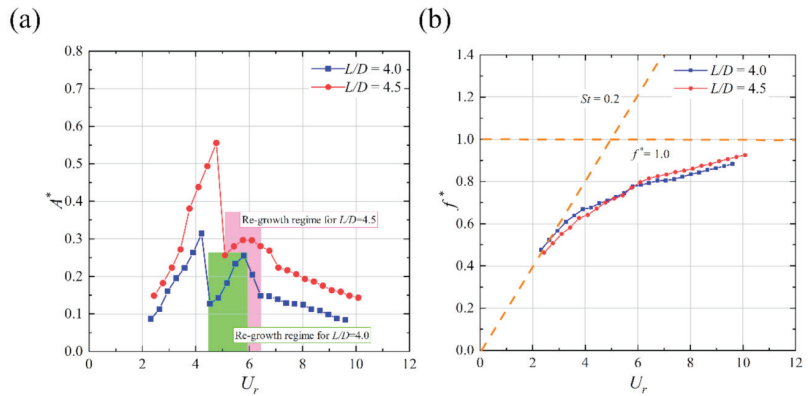 (a)
(b)
0.8
0.7
0.6
0.5
0.4
0.3
0.2
0.1
0.0
A*
L/D = 4.0
L/D = 4.5
Re-growth regime for L/D=4.5
Re-growth regime for L/D=4.0
0 2 4 6 8 10 12
U_r
1.4
1.2
1.0
0.8
0.6
0.4
0.2
0.0
f*
L/D = 4.0
L/D = 4.5
St = 0.2
f* = 1.0
0 2 4 6 8 10 12
U_r